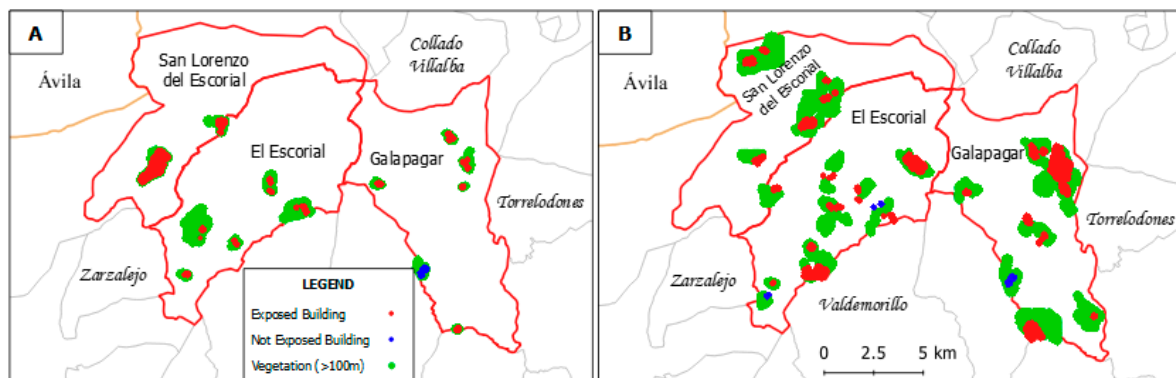 A
Collado
Villalba
San Lorenzo
del Escorial
Ávila
El Escorial
Galapagar
Torrelodones
Zarzalejo
LEGEND
Exposed Building
Not Exposed Building
Vegetation (>100m)
B
Collado
Villalba
Ávila
San Lorenzo
del Escorial
El Escorial
Galapagar
Torrelodones
Zarzalejo
Valdemorillo
0 2.5 5 km